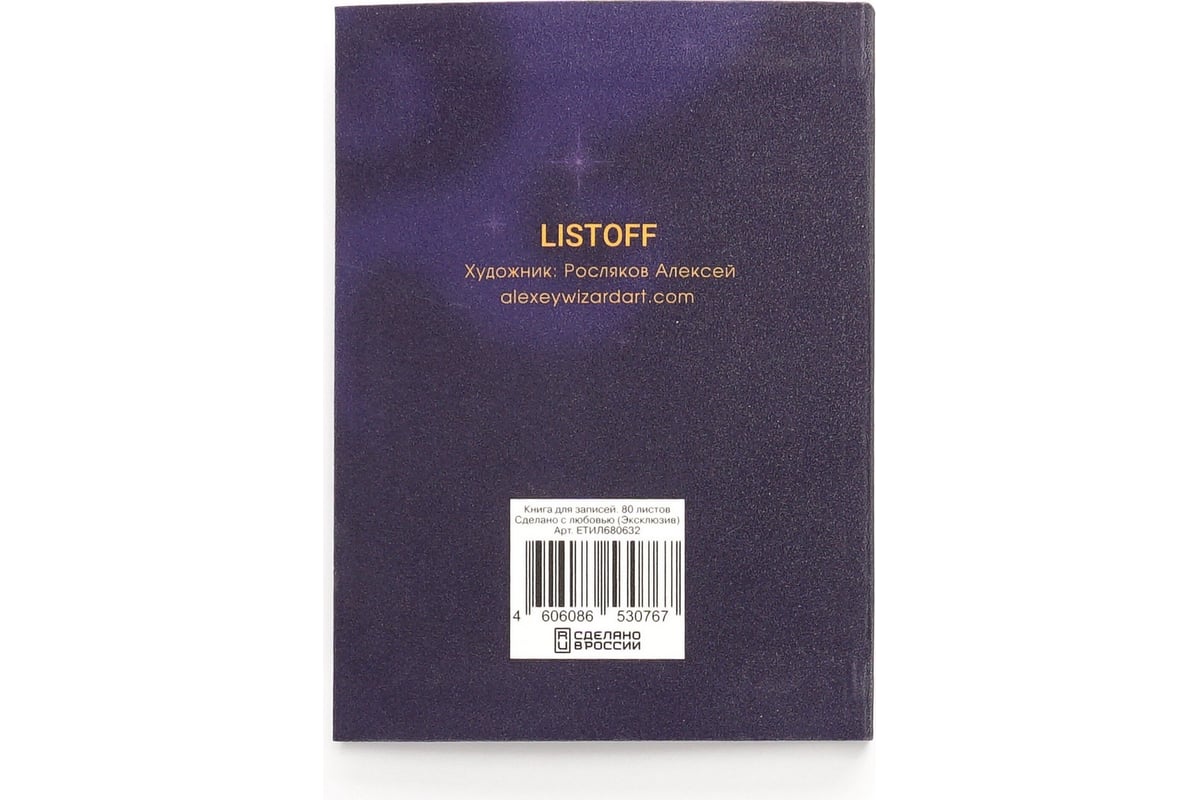 LISTOFF
Художник: Росляков Алексей
alexeywizardart.com
Книга для записей. 80 листов
Сделано с любовью (Эксклюзив)
Арт. ЕТИЛ680632
4 606086 530767
СДЕЛАНО
В РОССИИ